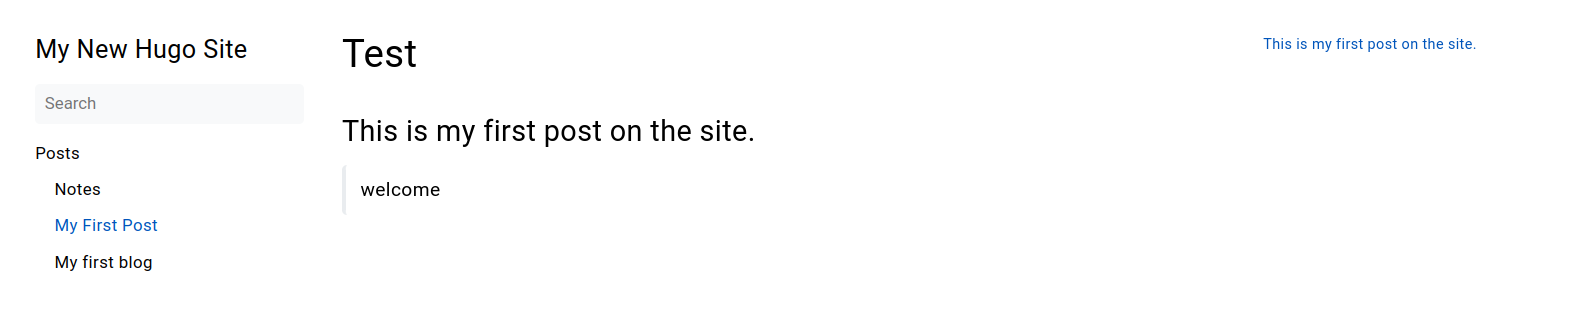 My New Hugo Site
Search
Posts
Notes
My First Post
My first blog
Test
This is my first post on the site.
welcome
This is my first post on the site.